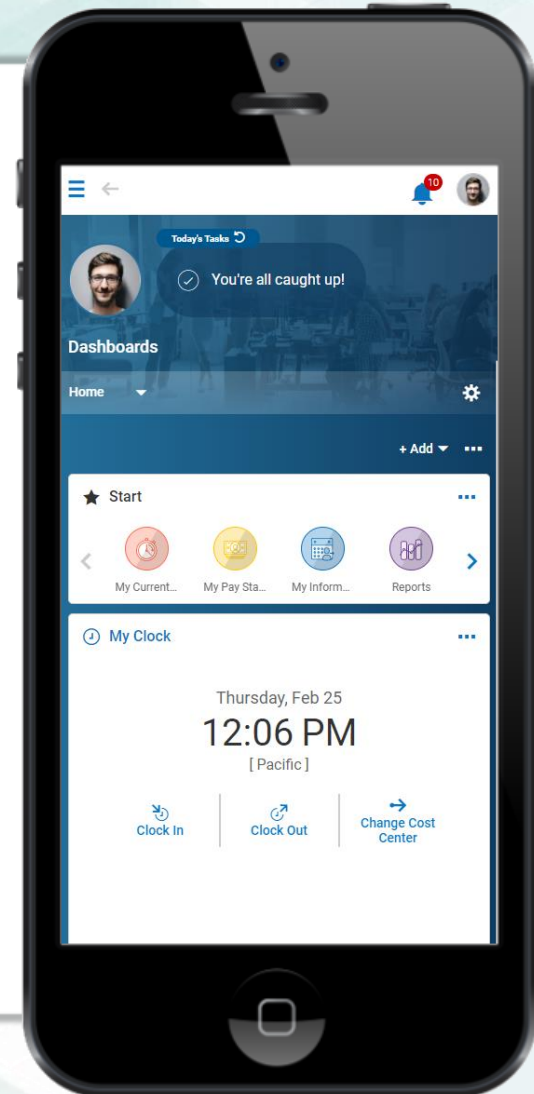 10
Today's Tasks
You're all caught up!
Dashboards
Home
+ Add
Start
My Current...
My Pay Sta...
My Inform...
Reports
My Clock
Thursday, Feb 25
12:06 PM
[ Pacific ]
Clock In
Clock Out
Change Cost
Center